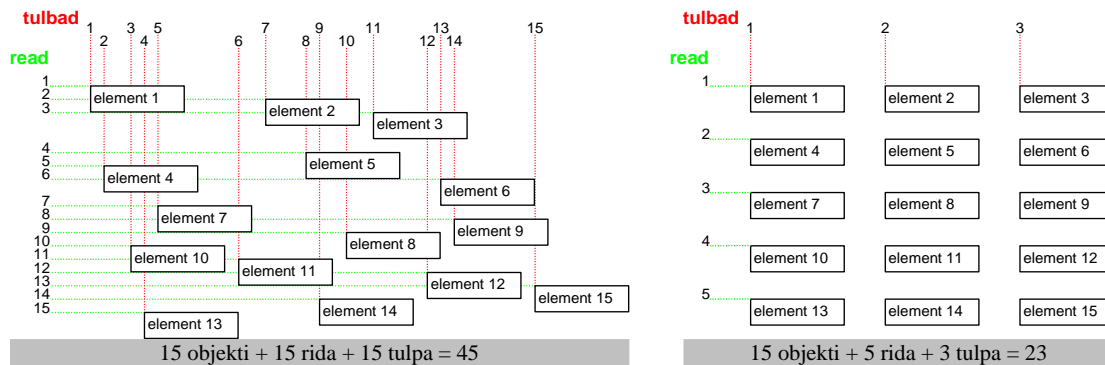 tulbad
1 2 3 4 5 6 7 8 9 10 11 12 13 14 15
read
1
2
3
4
5
6
7
8
9
10
11
12
13
14
15
element 1
element 2
element 3
element 5
element 4
element 6
element 7
element 9
element 8
element 10
element 11
element 12
element 15
element 14
element 13
15 objekti + 15 rida + 15 tulpa = 45
tulbad
1 2 3
read
1
element 1 element 2 element 3
2
element 4 element 5 element 6
3
element 7 element 8 element 9
4
element 10 element 11 element 12
5
element 13 element 14 element 15
15 objekti + 5 rida + 3 tulpa = 23